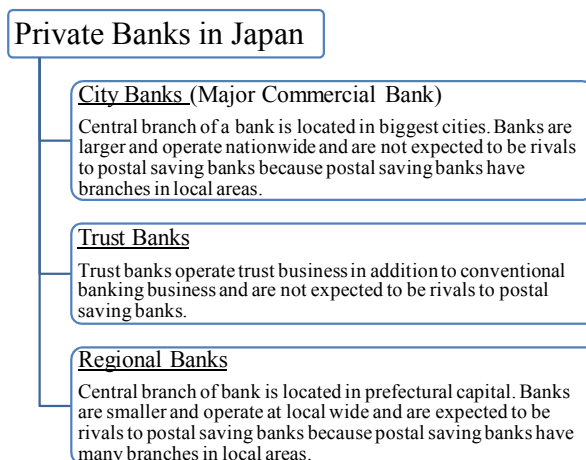 Private Banks in Japan
City Banks (Major Commercial Bank)
Central branch of a bank is located in biggest cities. Banks are
larger and operate nationwide and are not expected to be rivals
to postal saving banks because postal saving banks have
branches in local areas.
Trust Banks
Trust banks operate trust business in addition to conventional
banking business and are not expected to be rivals to postal
saving banks.
Regional Banks
Central branch of bank is located in prefectural capital. Banks
are smaller and operate at local wide and are expected to be
rivals to postal saving banks because postal saving banks have
many branches in local areas.